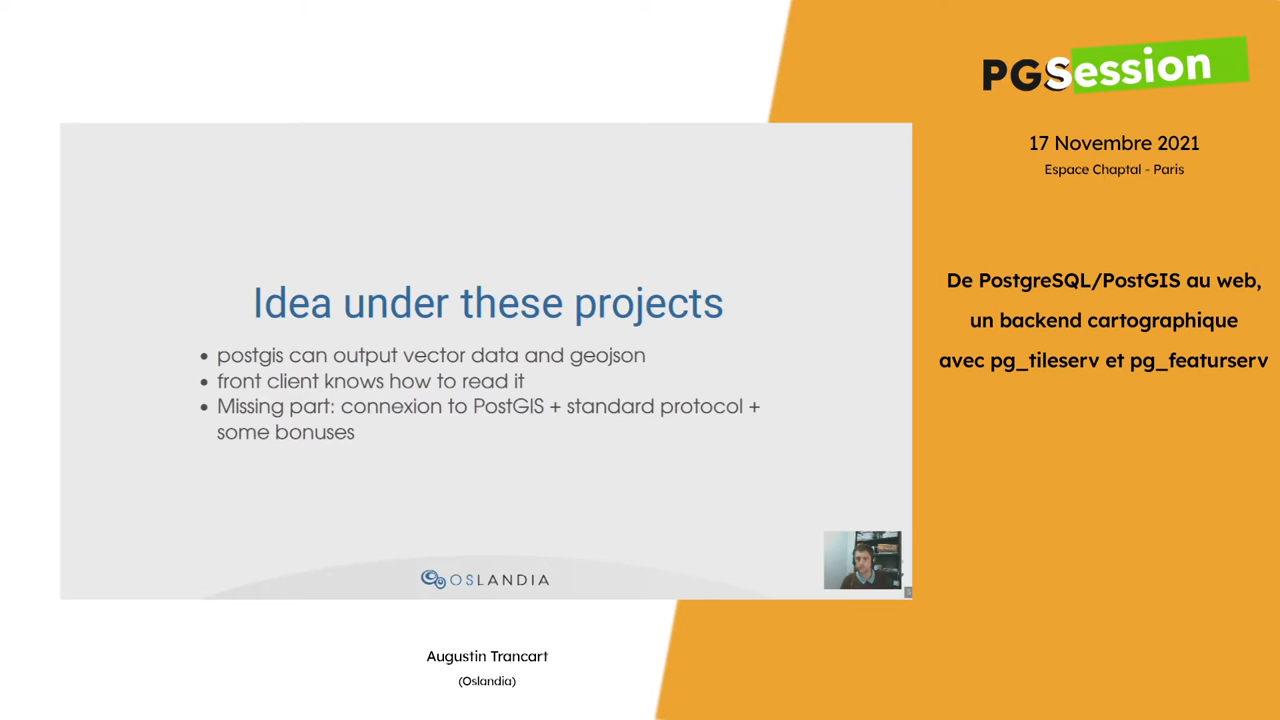 PGSession
17 Novembre 2021
Espace Chaptal - Paris
De PostgreSQL/PostGIS au web,
un backend cartographique
avec pg_tileserv et pg_featurserv
Idea under these projects
• postgis can output vector data and geojson
• front client knows how to read it
• Missing part: connexion to PostGIS + standard protocol +
some bonuses
OSLANDIA
Augustin Trancart
(Oslandia)